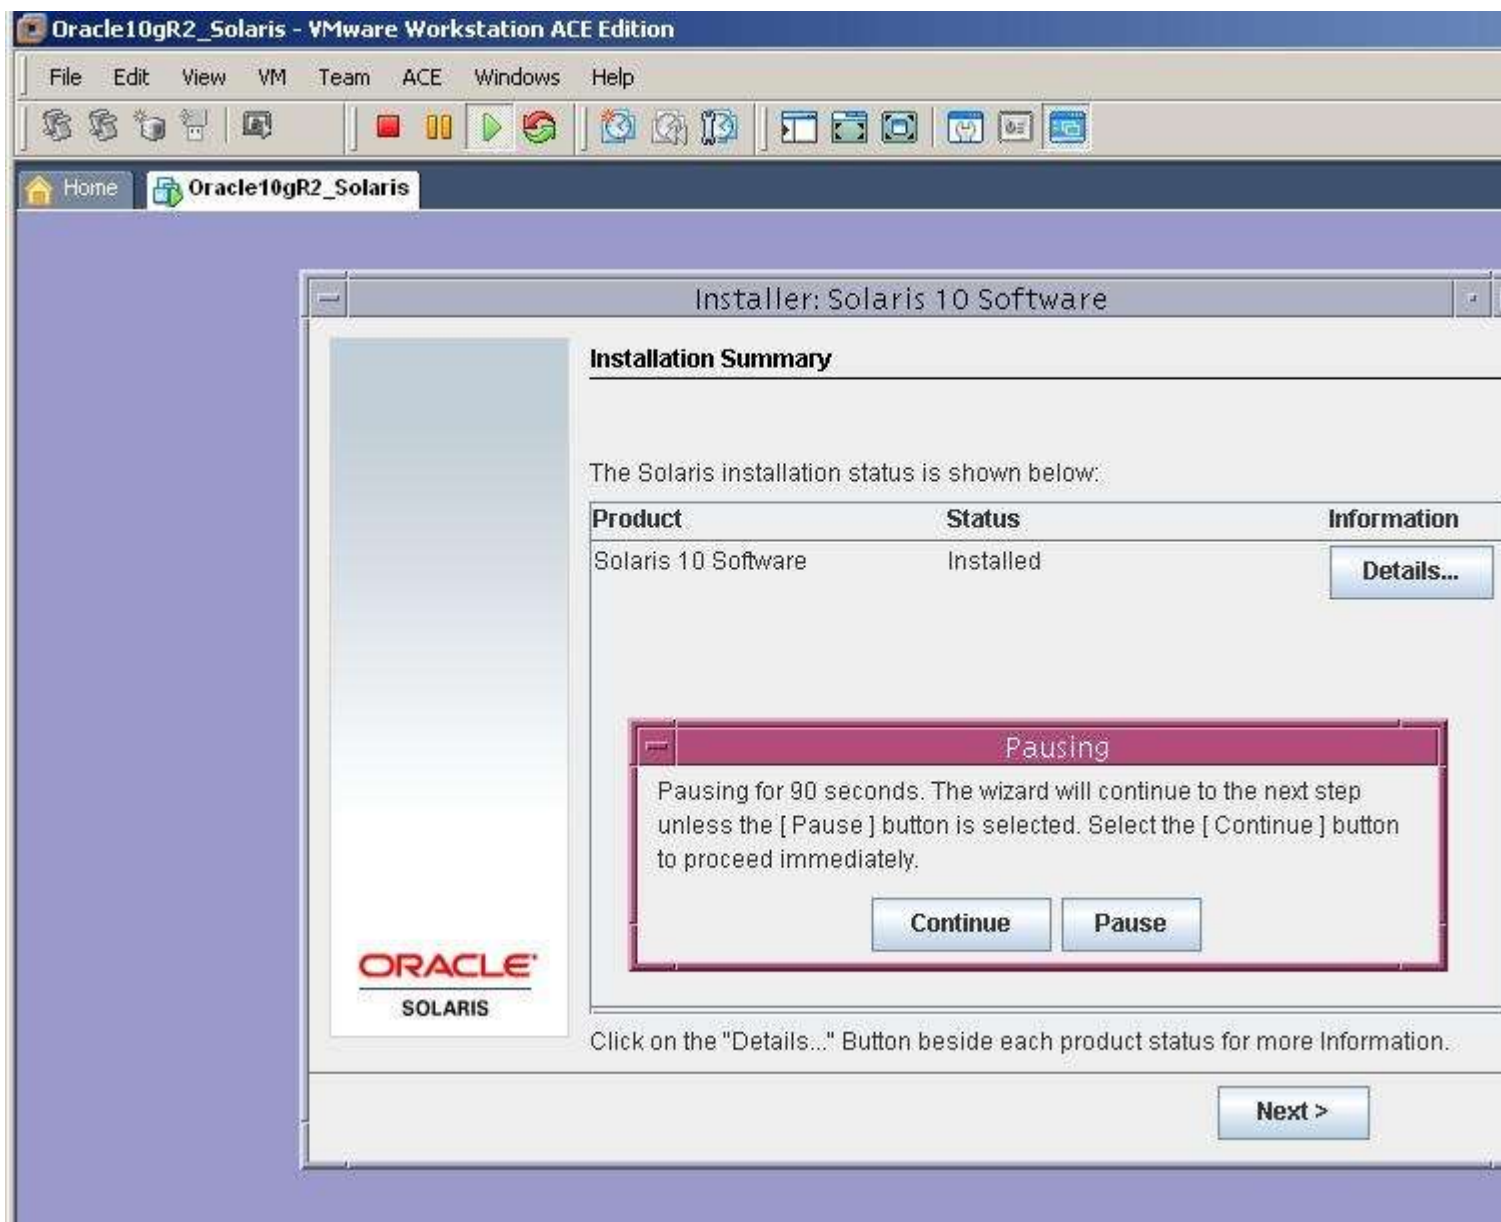 Oracle10gR2_Solaris - VMware Workstation ACE Edition
File Edit View VM Team ACE Windows Help
Home Oracle10gR2_Solaris
Installer: Solaris 10 Software
Installation Summary
The Solaris installation status is shown below:
Product Status Information
Solaris 10 Software Installed Details...
Pausing
Pausing for 90 seconds. The wizard will continue to the next step
unless the [ Pause ] button is selected. Select the [ Continue ] button
to proceed immediately.
Continue Pause
ORACLE
SOLARIS
Click on the "Details..." Button beside each product status for more Information.
Next >